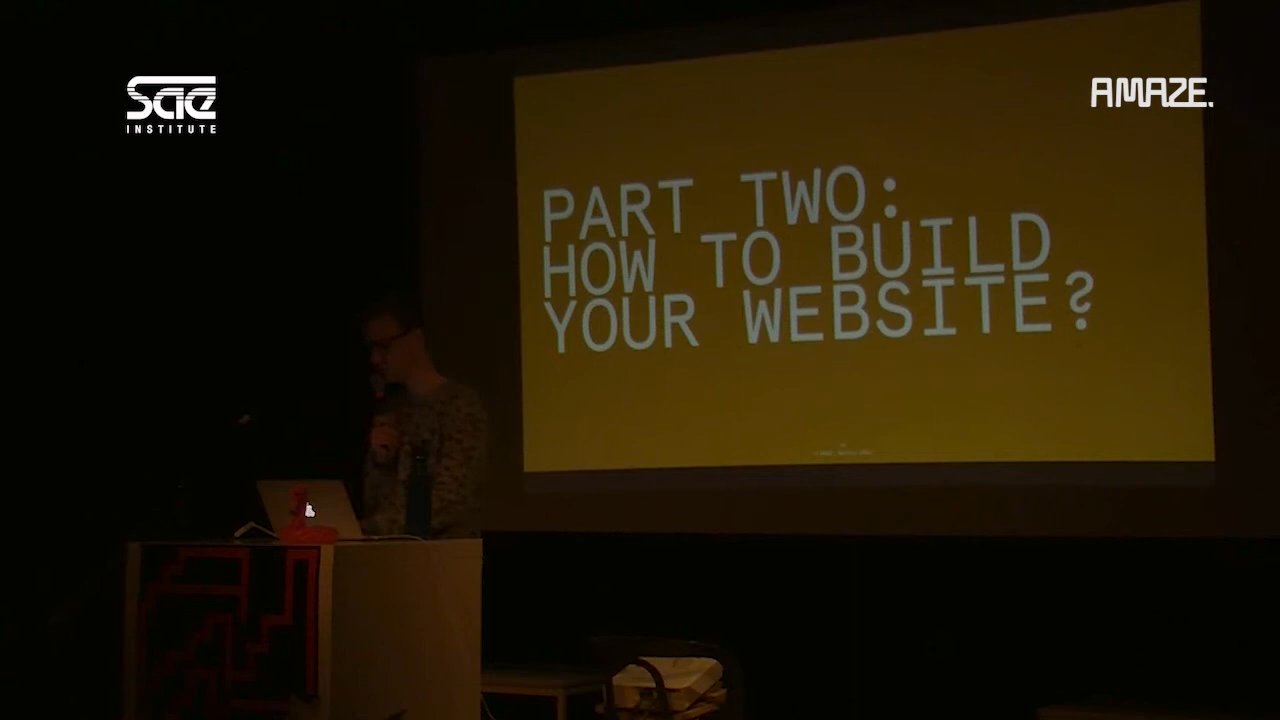 sae
INSTITUTE
AMAZE.
PART TWO:
HOW TO BUILD
YOUR WEBSITE?